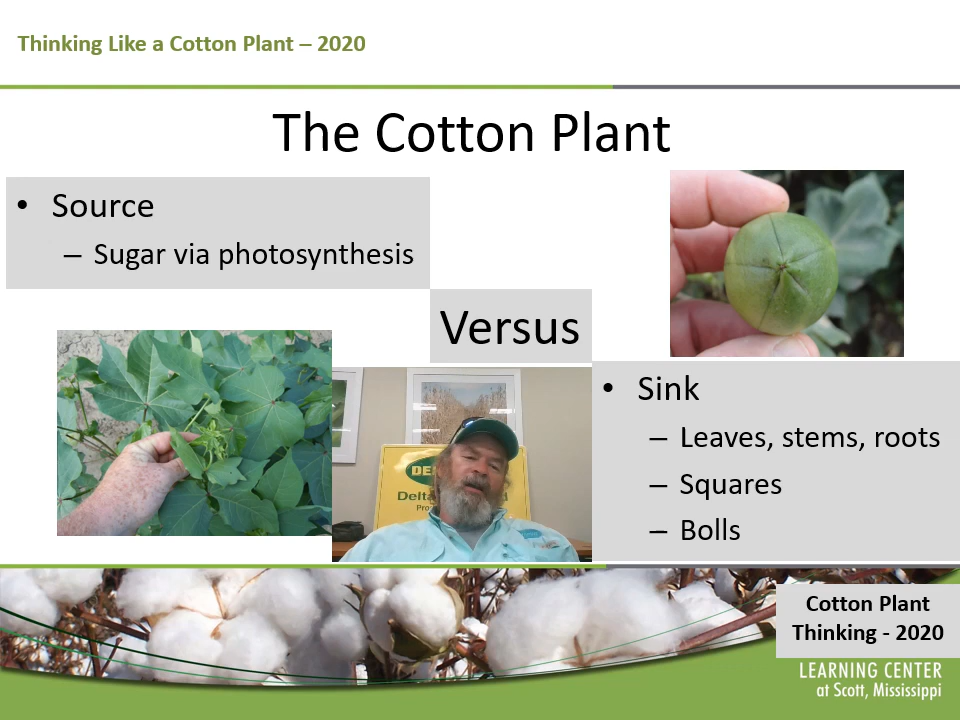 Thinking Like a Cotton Plant – 2020
The Cotton Plant
• Source
– Sugar via photosynthesis
Versus
• Sink
– Leaves, stems, roots
– Squares
– Bolls
Delta
Cotton Plant
Thinking - 2020
LEARNING CENTER
at Scott, Mississippi